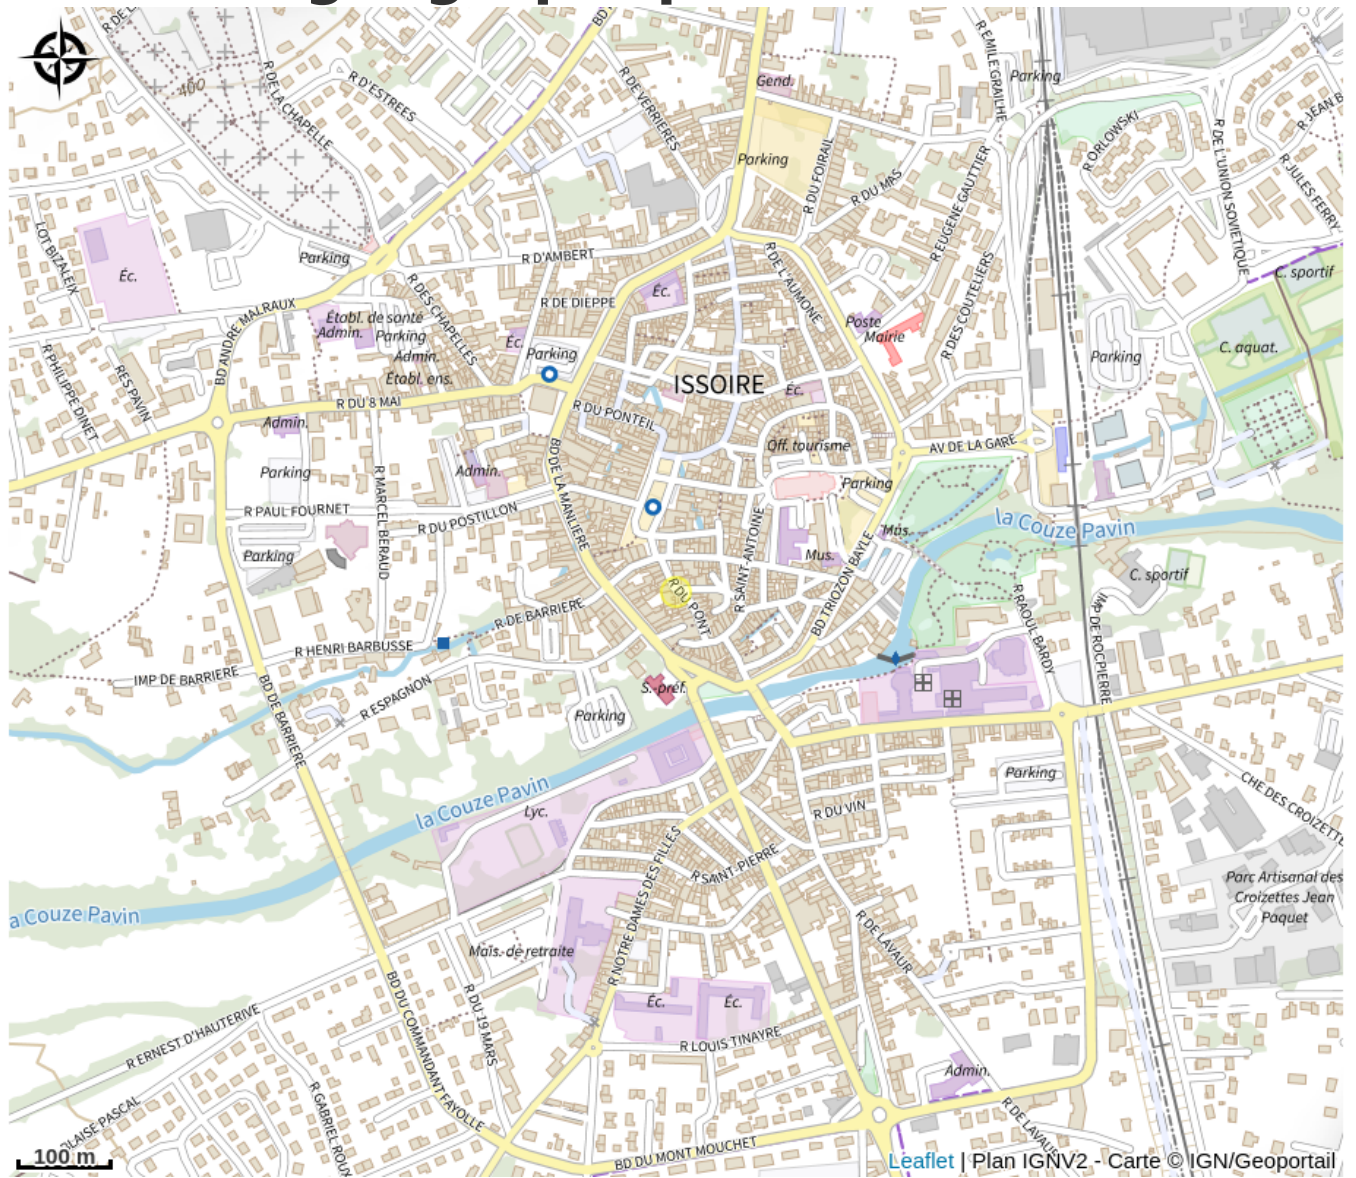 R DE LA CHAPELLE
400
R D'ESTREES
R DE VERRIERES
Gend.
Parking
R EMILE GRAILHE
Parking
R ORLOWSKI
R DE L'UNION SOVIETIQUE
R JEAN B
R JULES FERRY
R DU FOIRAIL
R DU MAS
R EUGENE GAUTTIER
LOT BIZALEIX
Éc.
Parking
R D'AMBERT
R DE L'AUMONE
R DES COUTELIERS
C. sportif
R DES CHAPELLES
R DE DIEPPE
Éc.
BD ANDRE MALRAUX
Établ. de santé
Admin.
Parking
Admin.
Établ. ens.
Éc.
Parking
Poste
Mairie
Parking
C. aquat.
R PHILIPPE DINET
RES PAVIN
ISSOIRE
Éc.
R DU 8 MAI
R DU PONTEIL
Admin.
Off. tourisme
AV DE LA GARE
Parking
R MARCEL BERAUD
Admin.
BD DE LA MANLIERE
Parking
R PAUL FOURNET
R DU POSTILLON
R SAINT-ANTOINE
Mus.
la Couze Pavin
Parking
Mus.
BD TRIOZON BAYLE
C. sportif
R DU PONT
R RAOUL BARDY
IMP DE ROCPIERRE
R DE BARRIERE
R HENRI BARBUSSE
IMP DE BARRIERE
R ESPAGNON
S.-préf.
Parking
BD DE BARRIERE
la Couze Pavin
Lyc.
Parking
R DU VIN
CHE DES CROIZETTE
R SAINT-PIERRE
R NOTRE DAMES DES FILLES
Parc Artisanal des
Croizettes Jean
Paquet
a Couze Pavin
R DE LAVAUR
Mais. de retraite
BD DU COMMANDANT FAYOLLE
R DU 19 MARS
Éc.
Éc.
R ERNEST D'HAUTERIVE
R LOUIS TINAYRE
Admin.
R GABRIEL ROUX
R DE LAVAUR
BLAISE PASCAL
BD DU MONT MOUCHET
100 m
Leaflet | Plan IGNV2 - Carte © IGN/Geoportail